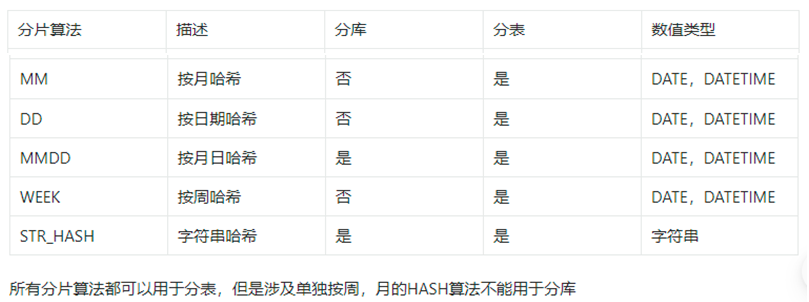 分片算法 描述 分库 分表 数值类型
MM 按月哈希 否 是 DATE，DATETIME
DD 按日期哈希 否 是 DATE，DATETIME
MMDD 按月日哈希 是 是 DATE，DATETIME
WEEK 按周哈希 否 是 DATE，DATETIME
STR_HASH 字符串哈希 是 是 字符串
所有分片算法都可以用于分表，但是涉及单独按周，月的HASH算法不能用于分库